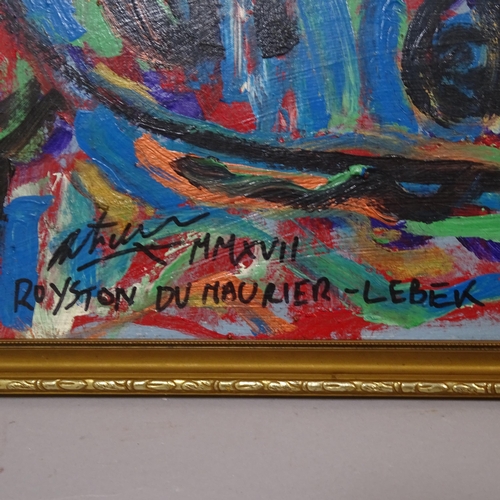 MMXVII
ROYSTON DU MAURIER-LEBEK